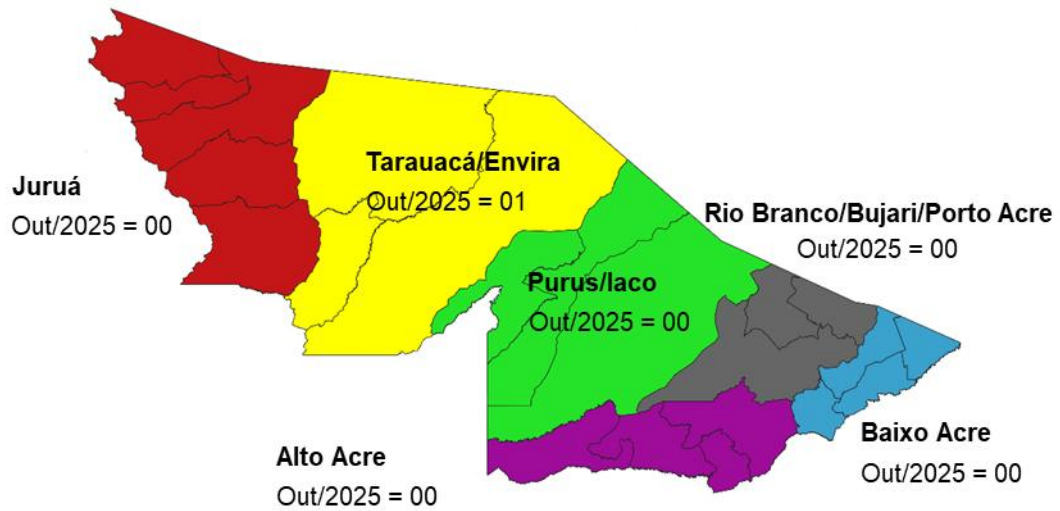 Tarauacá/Envira
Out/2025 = 01
Juruá
Out/2025 = 00
Rio Branco/Bujari/Porto Acre
Out/2025 = 00
Purus/Iaco
Out/2025 = 00
Baixo Acre
Out/2025 = 00
Alto Acre
Out/2025 = 00